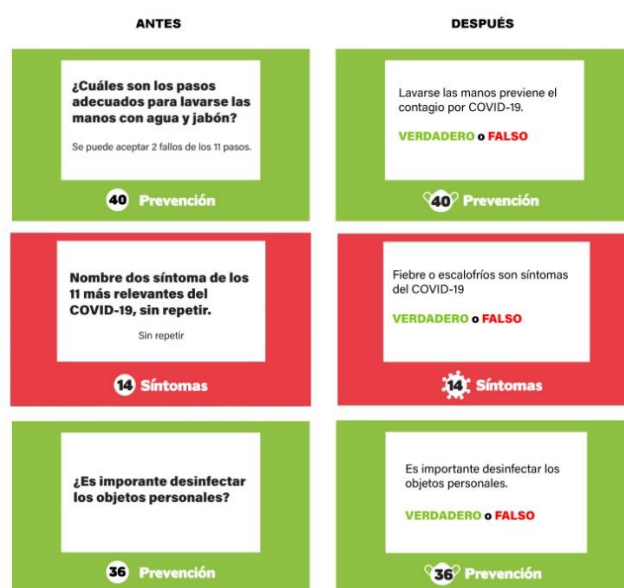 ANTES
DESPUÉS
¿Cuáles son los pasos
adecuados para lavarse las
manos con agua y jabón?
Se puede aceptar 2 fallos de los 11 pasos.
40 Prevención
Lavarse las manos previene el
contagio por COVID-19.
VERDADERO o FALSO
40 Prevención
Nombre dos síntoma de los
11 más relevantes del
COVID-19, sin repetir.
Sin repetir
14 Síntomas
Fiebre o escalofríos son síntomas
del COVID-19
VERDADERO o FALSO
14 Síntomas
¿Es imporante desinfectar
los objetos personales?
36 Prevención
Es importante desinfectar los
objetos personales.
VERDADERO o FALSO
36 Prevención